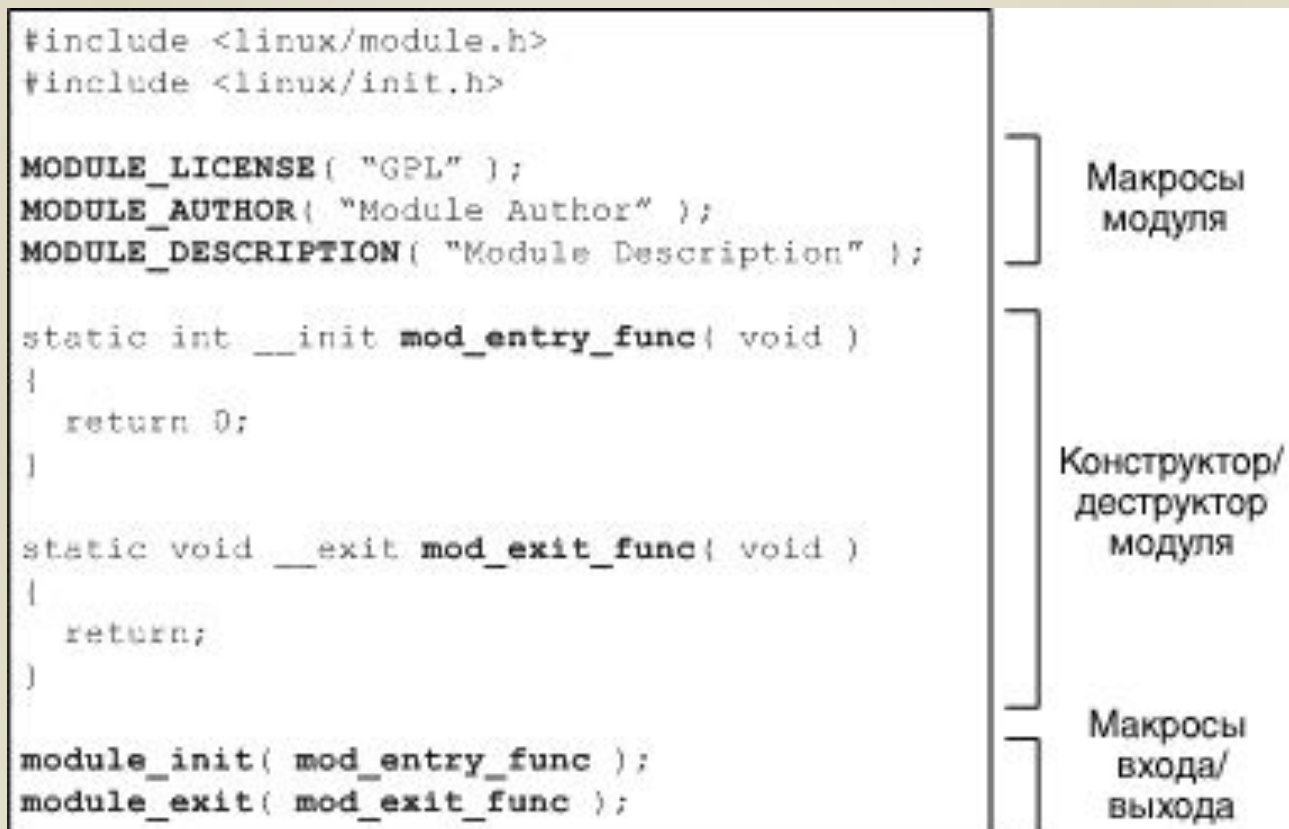 #include <linux/module.h>
#include <linux/init.h>
MODULE_LICENSE( “GPL” );
MODULE_AUTHOR( “Module Author” );
MODULE_DESCRIPTION( “Module Description” );
static int __init mod_entry_func( void )
{
return 0;
}
static void __exit mod_exit_func( void )
{
return;
}
module_init( mod_entry_func );
module_exit( mod_exit_func );
Макросы
модуля
Конструктор/
деструктор
модуля
Макросы
входа/
выхода